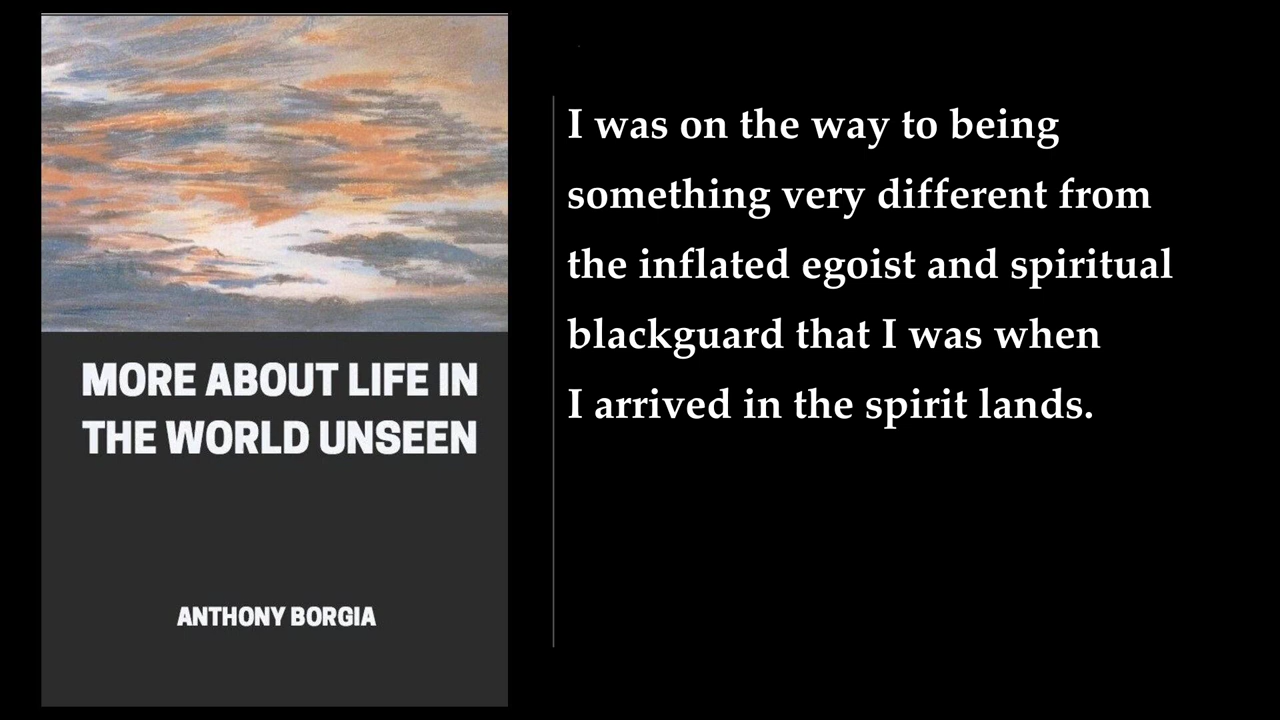 MORE ABOUT LIFE IN
THE WORLD UNSEEN
ANTHONY BORGIA
I was on the way to being
something very different from
the inflated egoist and spiritual
blackguard that I was when
I arrived in the spirit lands.